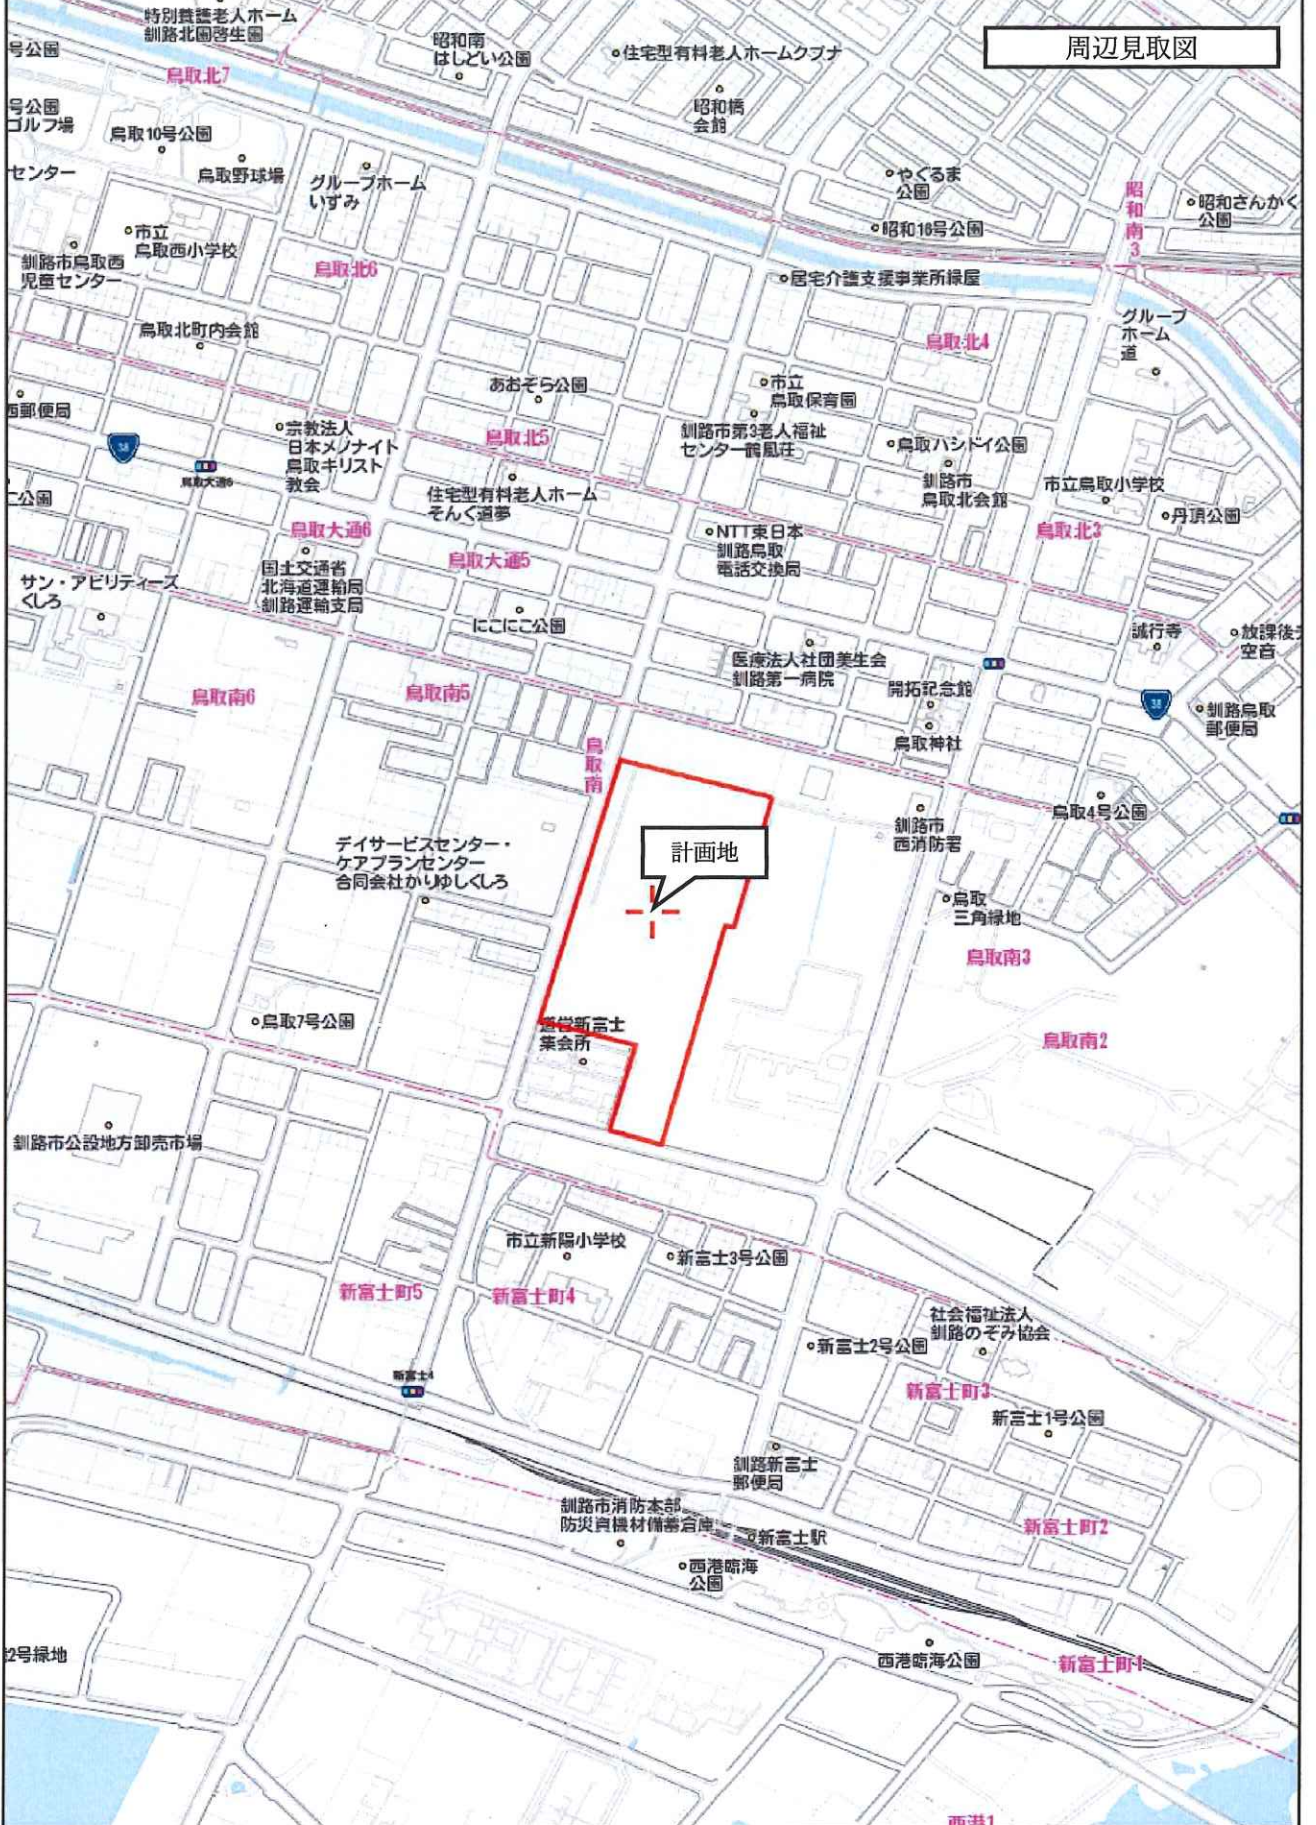 周辺見取図
特別養護老人ホーム
釧路北園啓生園
号公園
鳥取北7
昭和南
はしどい公園
住宅型有料老人ホームクプナ
昭和橋
会館
号公園
ゴルフ場
鳥取10号公園
センター
鳥取野球場
グループホーム
いずみ
やぐるま
公園
昭和南3
昭和さんかく
公園
昭和16号公園
市立
鳥取西小学校
釧路市鳥取西
児童センター
鳥取北6
居宅介護支援事業所緑屋
鳥取北町内会館
鳥取北4
グループ
ホーム
道
あおぞら公園
市立
鳥取保育園
西郵便局
38
宗教法人
日本メノナイト
鳥取キリスト
教会
鳥取北5
釧路市第3老人福祉
センター鶴風荘
鳥取ハシドイ公園
鳥取大通6
釧路市
鳥取北会館
市立鳥取小学校
こ公園
住宅型有料老人ホーム
そんく道夢
丹頂公園
鳥取大通6
NTT東日本
釧路鳥取
電話交換局
鳥取北3
鳥取大通5
国土交通省
北海道運輸局
釧路運輸支局
サン・アビリティーズ
くしろ
にこにこ公園
誠行寺
放課後デ
空音
医療法人社団美生会
釧路第一病院
開拓記念館
鳥取南6
鳥取南5
38
釧路鳥取
郵便局
鳥取神社
鳥取南
鳥取4号公園
釧路市
西消防署
デイサービスセンター・
ケアプランセンター
合同会社かりゆしくしろ
計画地
鳥取
三角緑地
鳥取南3
鳥取7号公園
道営新富士
集会所
鳥取南2
釧路市公設地方卸売市場
市立新陽小学校
新富士3号公園
新富士町5
新富士町4
社会福祉法人
釧路のぞみ協会
新富士2号公園
新富士4
新富士町3
新富士1号公園
釧路新富士
郵便局
釧路市消防本部
防災資機材備蓄倉庫
新富士町2
新富士駅
西港臨海
公園
2号緑地
西港臨海公園
新富士町1
西港1